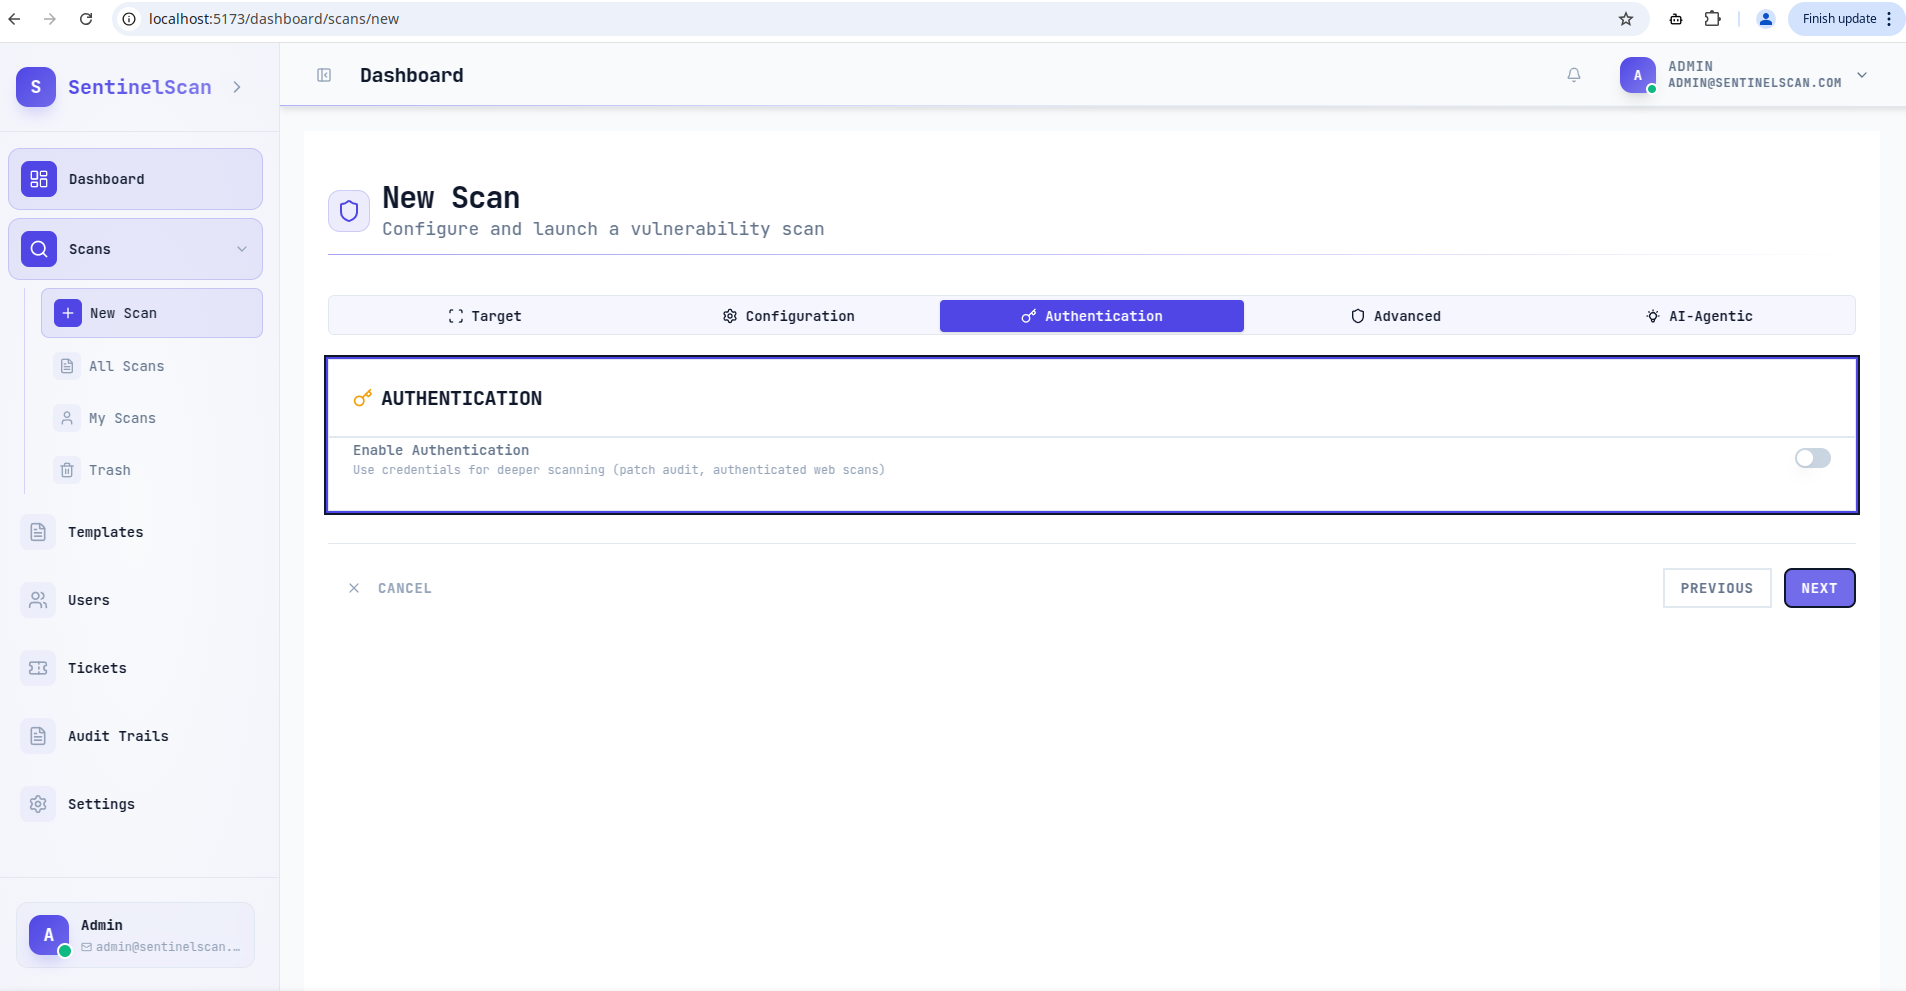 localhost:5173/dashboard/scans/new
Finish update
S
SentinelScan
Dashboard
A
ADMIN
ADMIN@SENTINELSCAN.COM
Dashboard
Scans
New Scan
All Scans
My Scans
Trash
Templates
Users
Tickets
Audit Trails
Settings
A
Admin
admin@sentinelscan.…
New Scan
Configure and launch a vulnerability scan
Target
Configuration
Authentication
Advanced
AI-Agentic
AUTHENTICATION
Enable Authentication
Use credentials for deeper scanning (patch audit, authenticated web scans)
CANCEL
PREVIOUS
NEXT